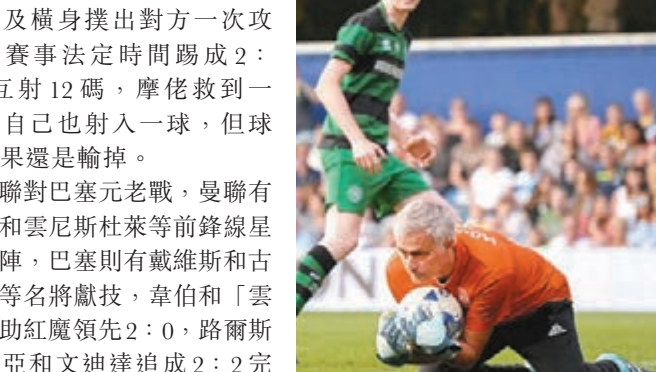 及橫身撲出對方一次攻
賽事法定時間踢成2：
互射12碼，摩佬救到一
自己也射入一球，但球
果還是輸掉。
聯對巴塞元老戰，曼聯有
和雲尼斯杜萊等前鋒線星
陣，巴塞則有戴維斯和古
等名將獻技，韋伯和「雲
助紅魔領先2：0，路爾斯
亞和文迪達追成2：2完